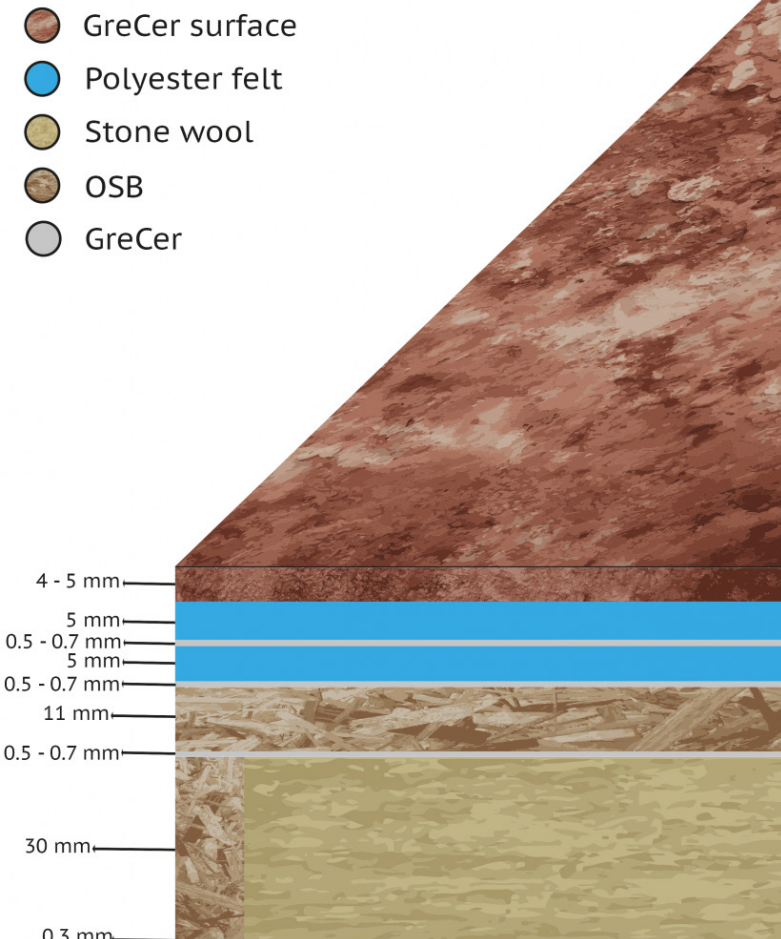 GreCer surface
Polyester felt
Stone wool
OSB
GreCer
4 - 5 mm
5 mm
0.5 - 0.7 mm
5 mm
0.5 - 0.7 mm
11 mm
0.5 - 0.7 mm
30 mm
0.3 mm